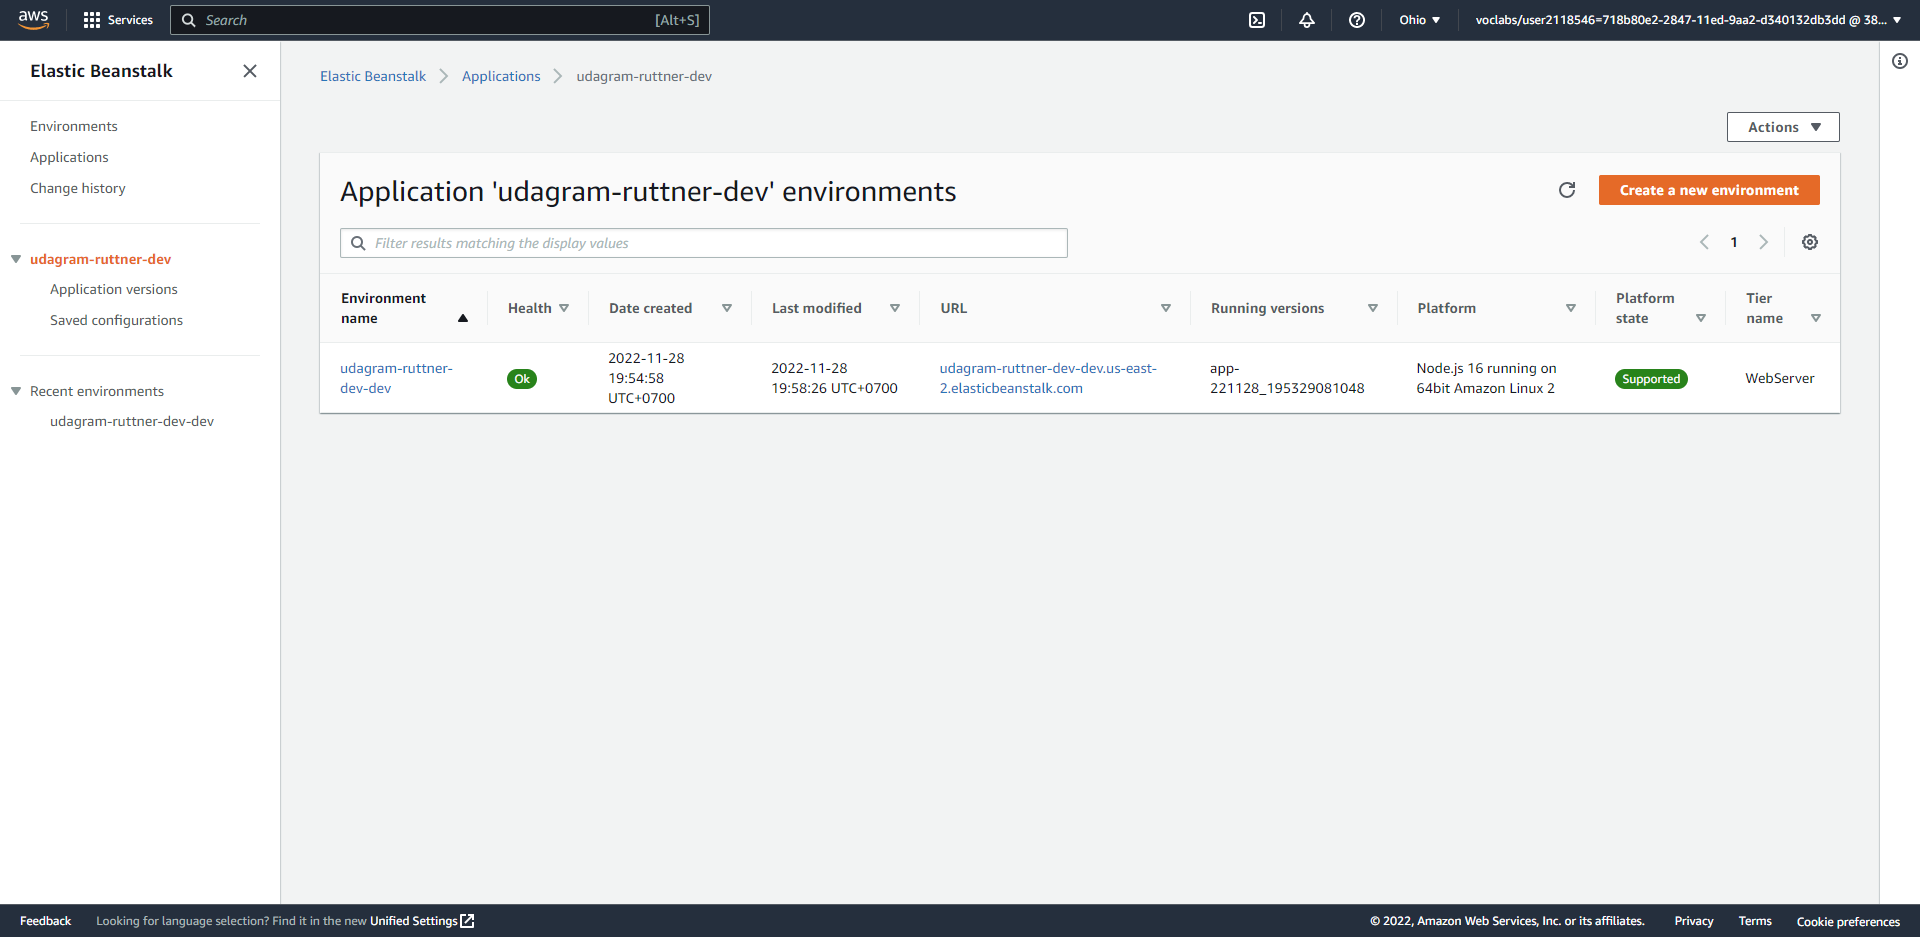 aws
Services
Search
[Alt+S]
Ohio
voclabs/user2118546=718b80e2-2847-11ed-9aa2-d340132db3dd @ 38...
Elastic Beanstalk
Environments
Applications
Change history
udagram-ruttner-dev
Application versions
Saved configurations
Recent environments
udagram-ruttner-dev-dev
Elastic Beanstalk
Applications
udagram-ruttner-dev
Actions
Application 'udagram-ruttner-dev' environments
Create a new environment
Filter results matching the display values
1
Environment
name
Health
Date created
Last modified
URL
Running versions
Platform
Platform
state
Tier
name
udagram-ruttner-
dev-dev
Ok
2022-11-28
19:54:58
UTC+0700
2022-11-28
19:58:26 UTC+0700
udagram-ruttner-dev-dev.us-east-
2.elasticbeanstalk.com
app-
221128_195329081048
Node.js 16 running on
64bit Amazon Linux 2
Supported
WebServer
Feedback
Looking for language selection? Find it in the new Unified Settings
© 2022, Amazon Web Services, Inc. or its affiliates.
Privacy
Terms
Cookie preferences